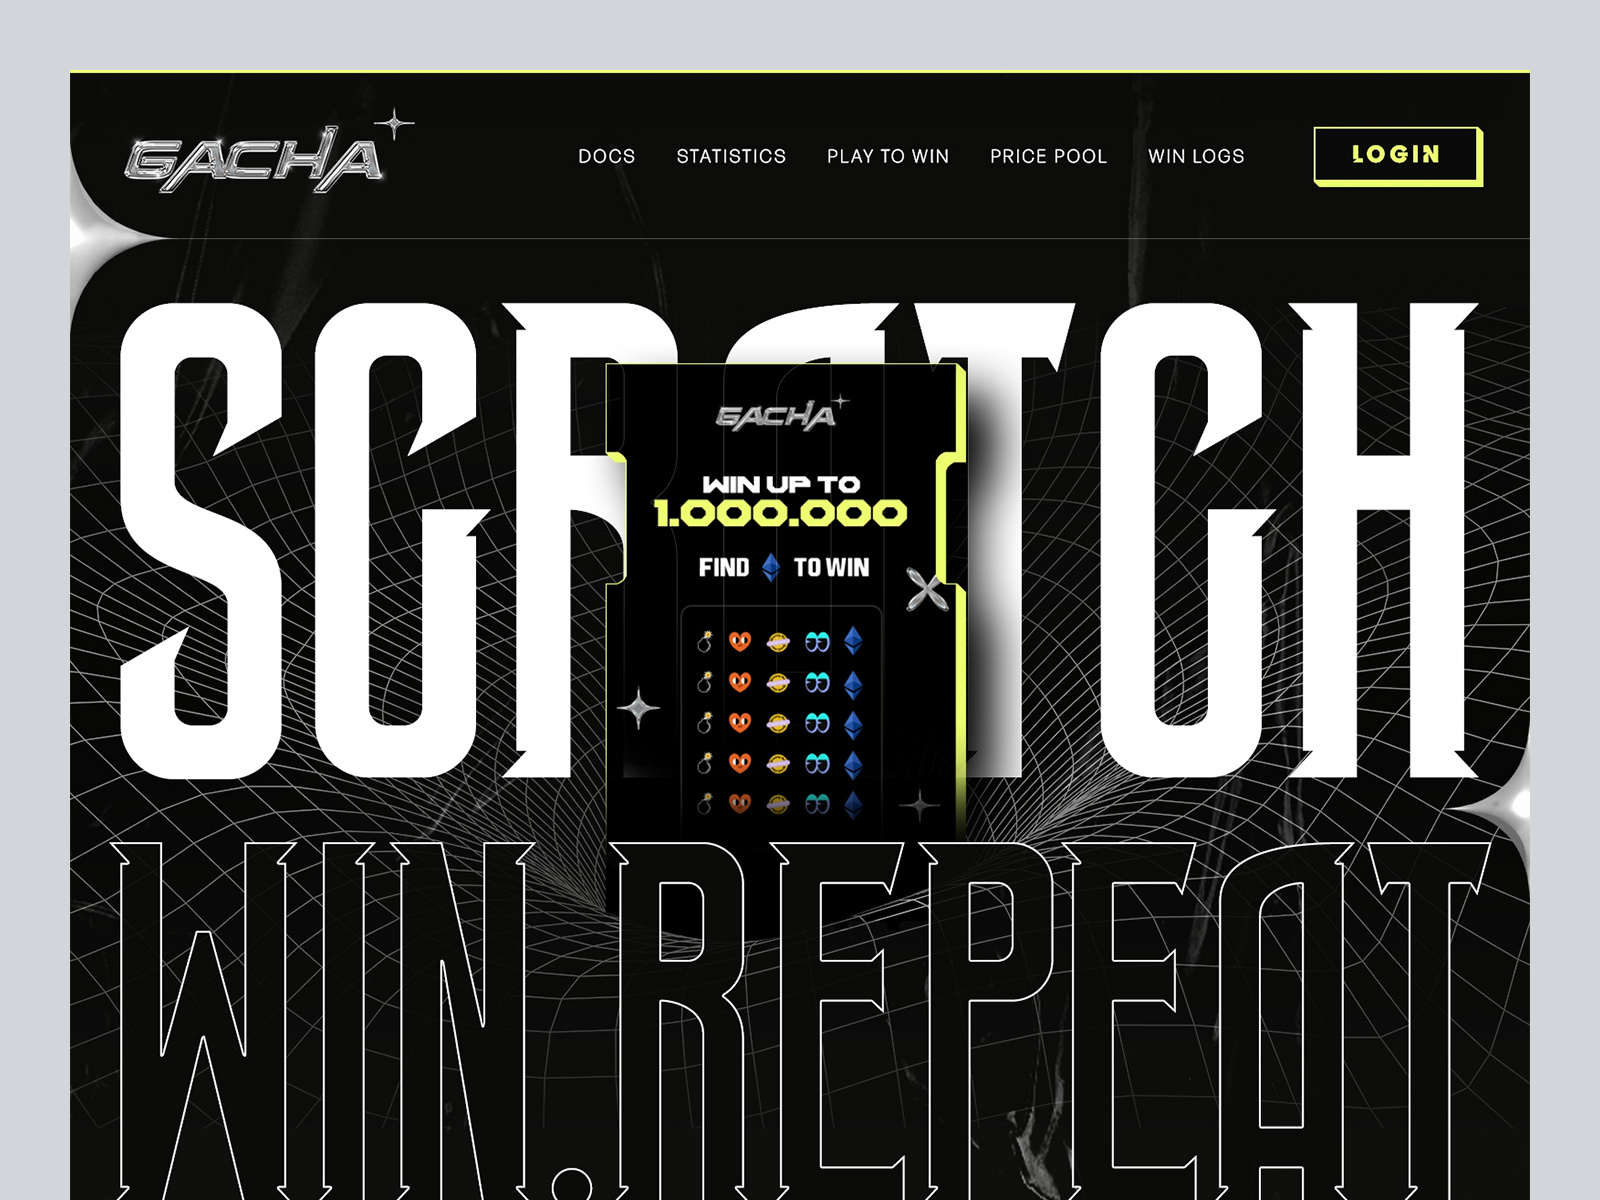 GACHA
DOCS STATISTICS PLAY TO WIN PRICE POOL WIN LOGS LOGIN
SCRATCH
GACHA
WIN UP TO
1.000.000
FIND TO WIN
WIN.REPEAT